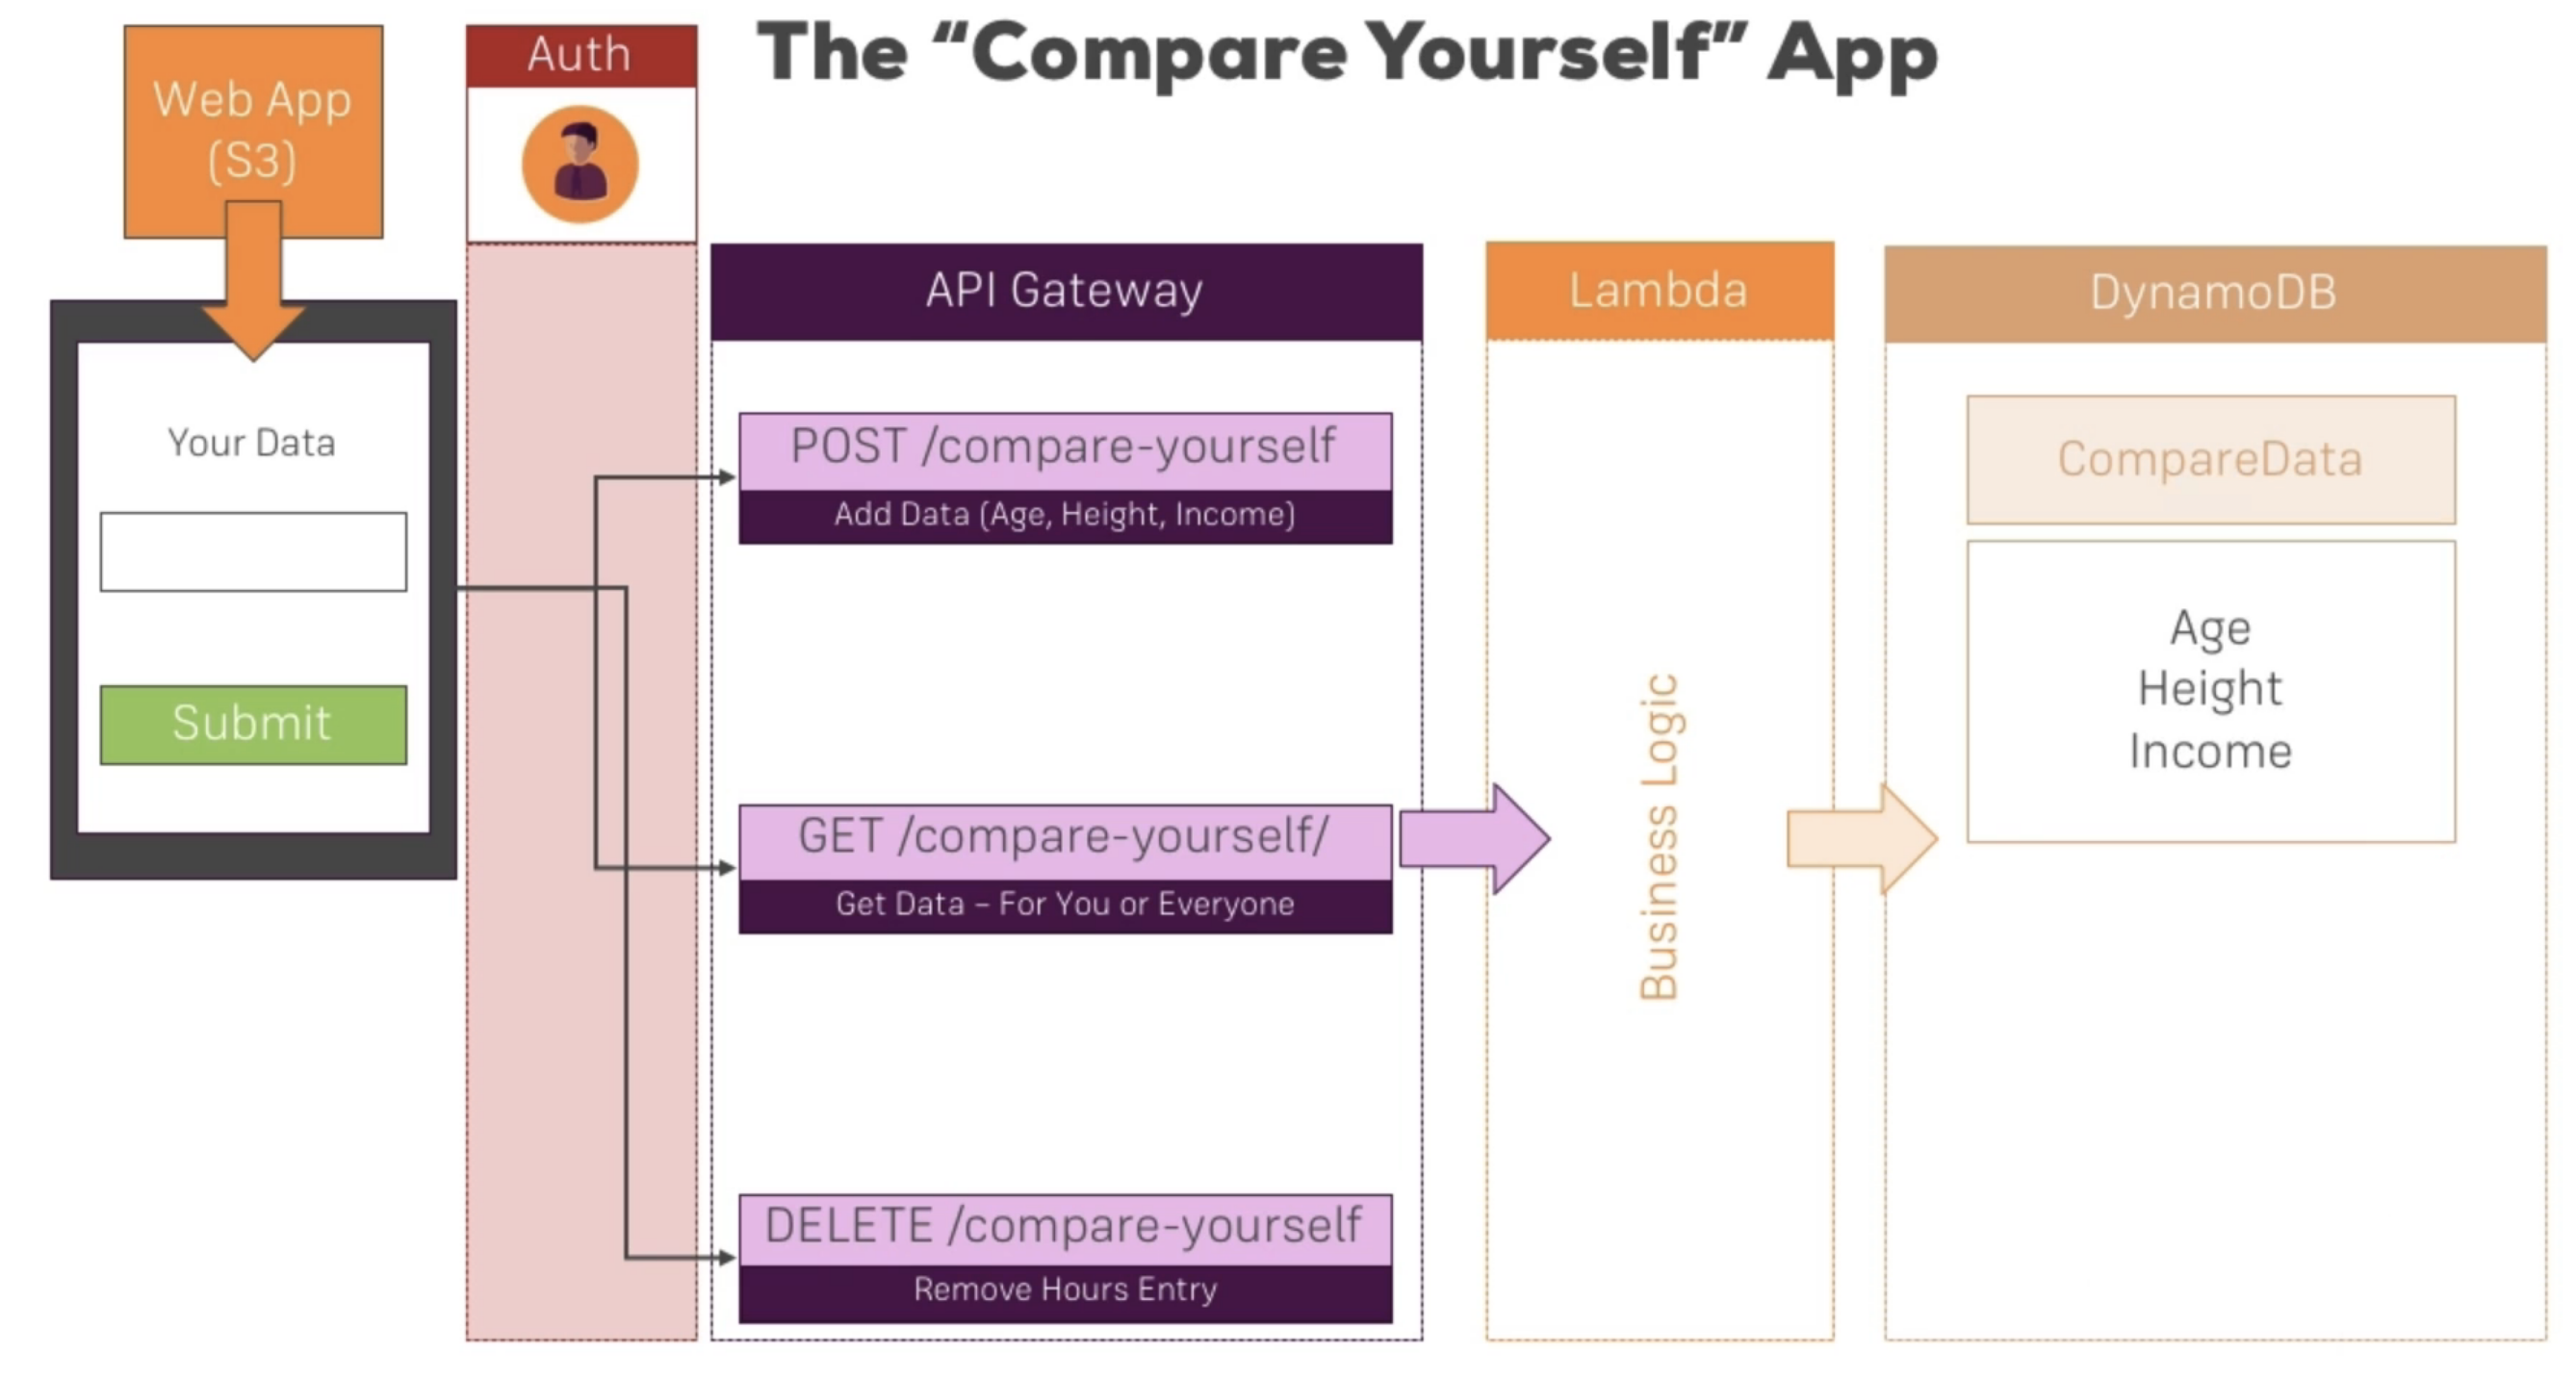 The “Compare Yourself” App
Web App
(S3)
Auth
Your Data
Submit
API Gateway
POST /compare-yourself
Add Data (Age, Height, Income)
GET /compare-yourself/
Get Data – For You or Everyone
DELETE /compare-yourself
Remove Hours Entry
Lambda
Business Logic
DynamoDB
CompareData
Age
Height
Income